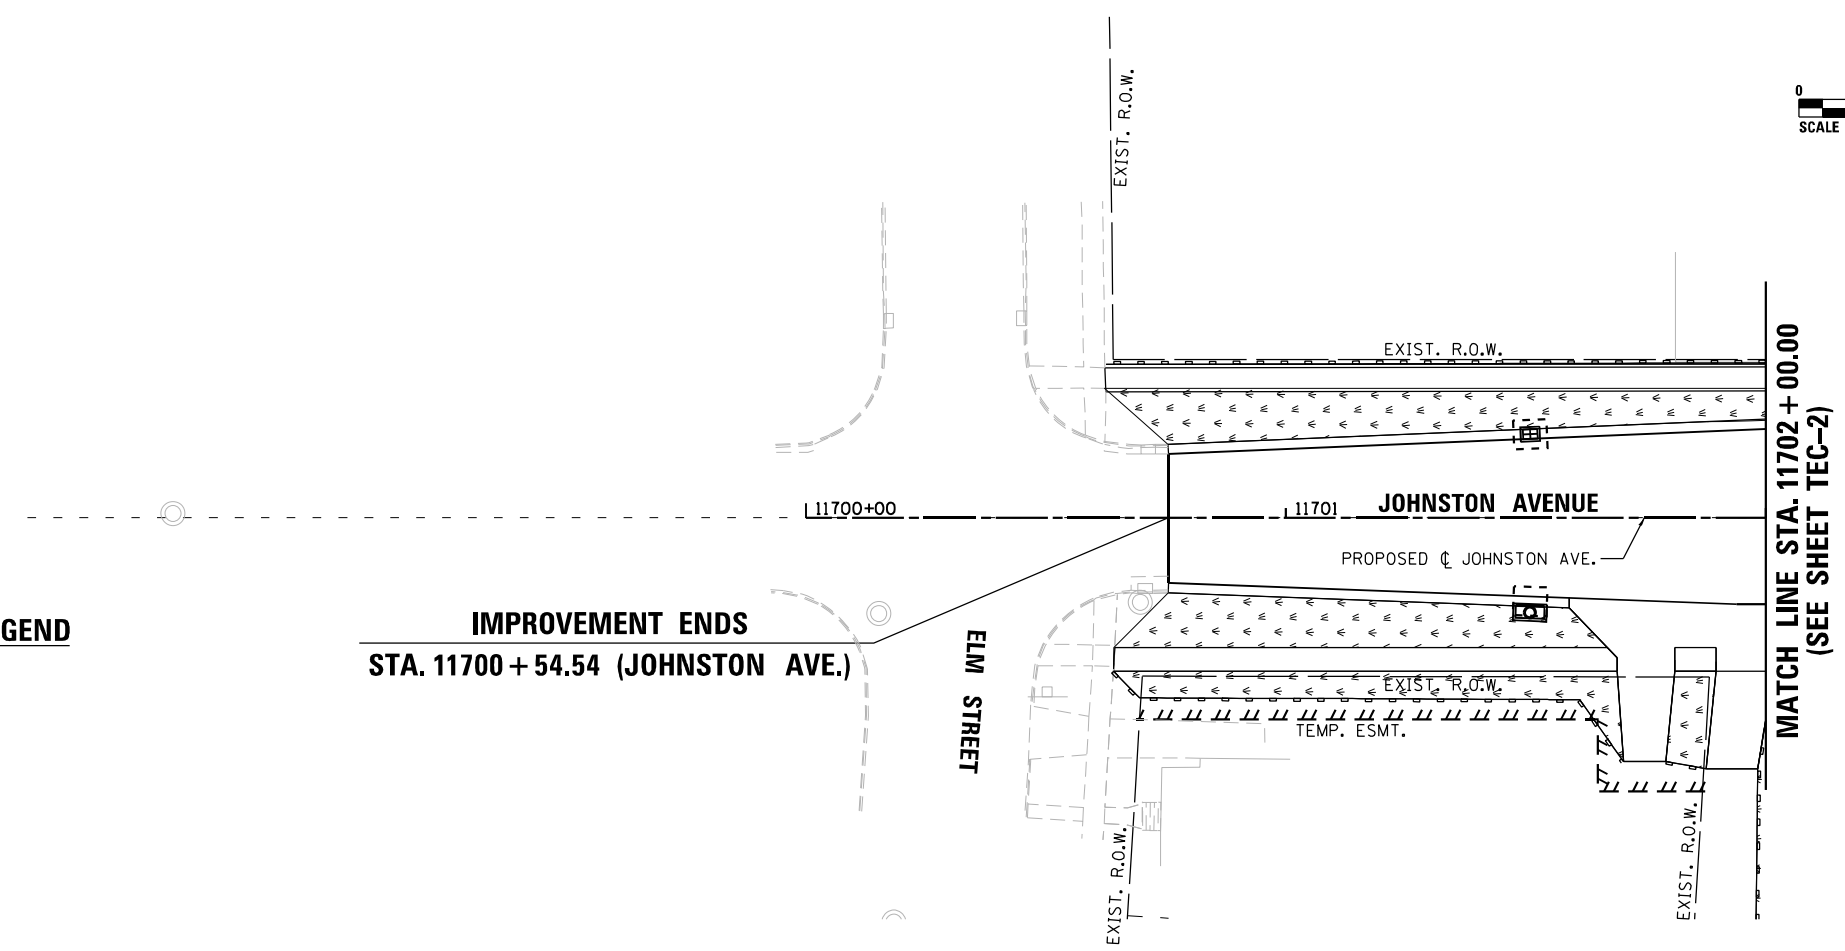 EXIST. R.O.W.
0
SCALE
EXIST. R.O.W.
MATCH LINE STA. 11702 + 00.00
(SEE SHEET TEC–2)
11700+00
11701
JOHNSTON AVENUE
PROPOSED ℄ JOHNSTON AVE.
GEND
IMPROVEMENT ENDS
STA. 11700 + 54.54 (JOHNSTON AVE.)
ELM STREET
EXIST. R.O.W.
TEMP. ESMT.
EXIST. R.O.W.
EXIST. R.O.W.